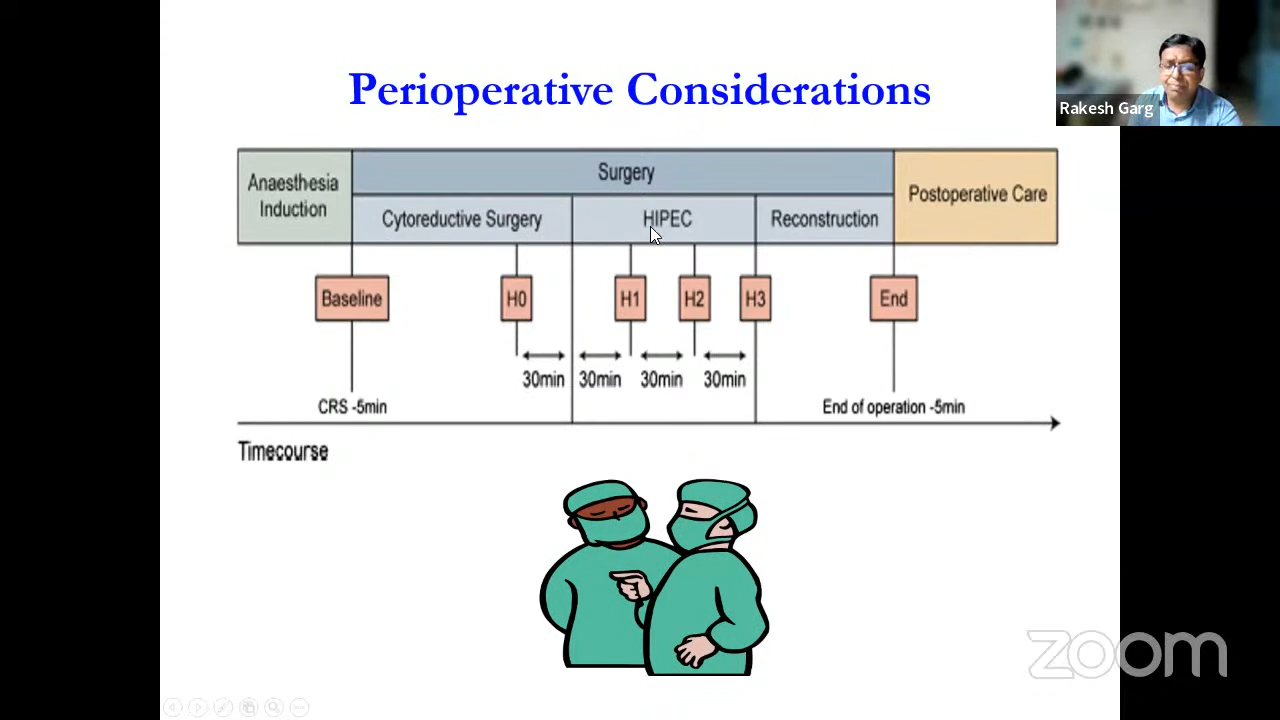 Perioperative Considerations
Rakesh Garg
Anaesthesia
Induction
Surgery
Postoperative Care
Cytoreductive Surgery
HIPEC
Reconstruction
Baseline
H0
H1
H2
H3
End
30min
30min
30min
30min
CRS -5min
End of operation -5min
Timecourse
zoom